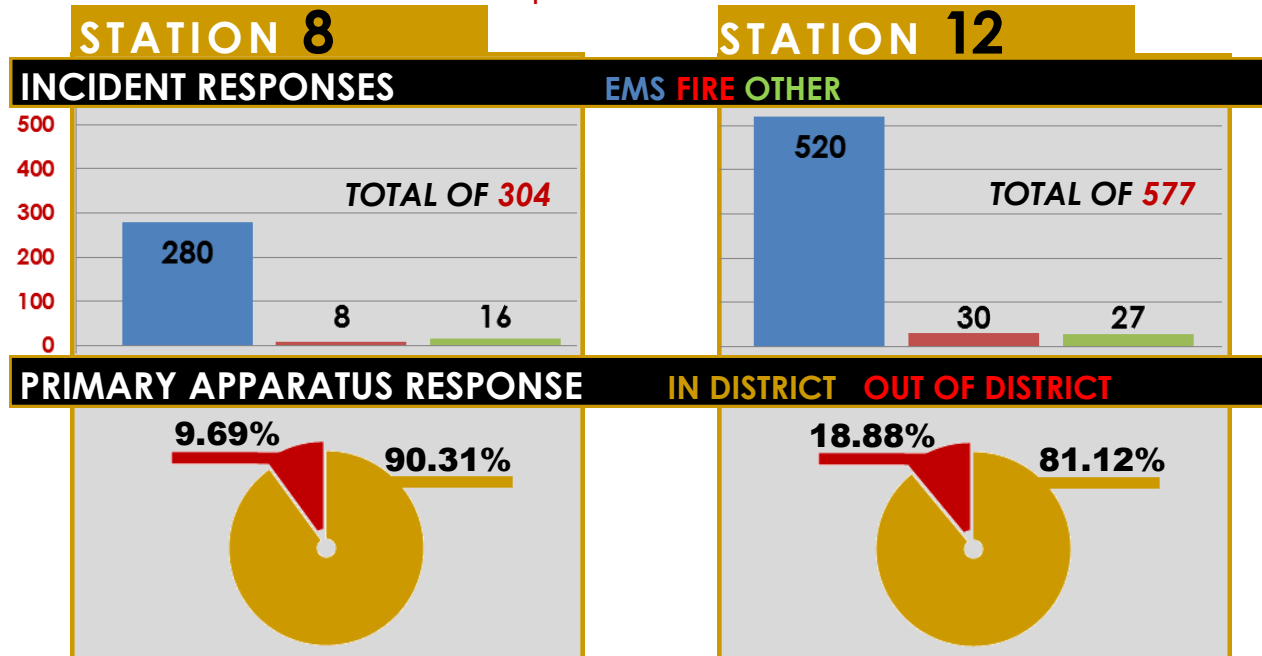 STATION 8
STATION 12
INCIDENT RESPONSES EMS FIRE OTHER
500
400
300
200
100
0
TOTAL OF 304
280
8
16
TOTAL OF 577
520
30
27
PRIMARY APPARATUS RESPONSE IN DISTRICT OUT OF DISTRICT
9.69%
90.31%
18.88%
81.12%